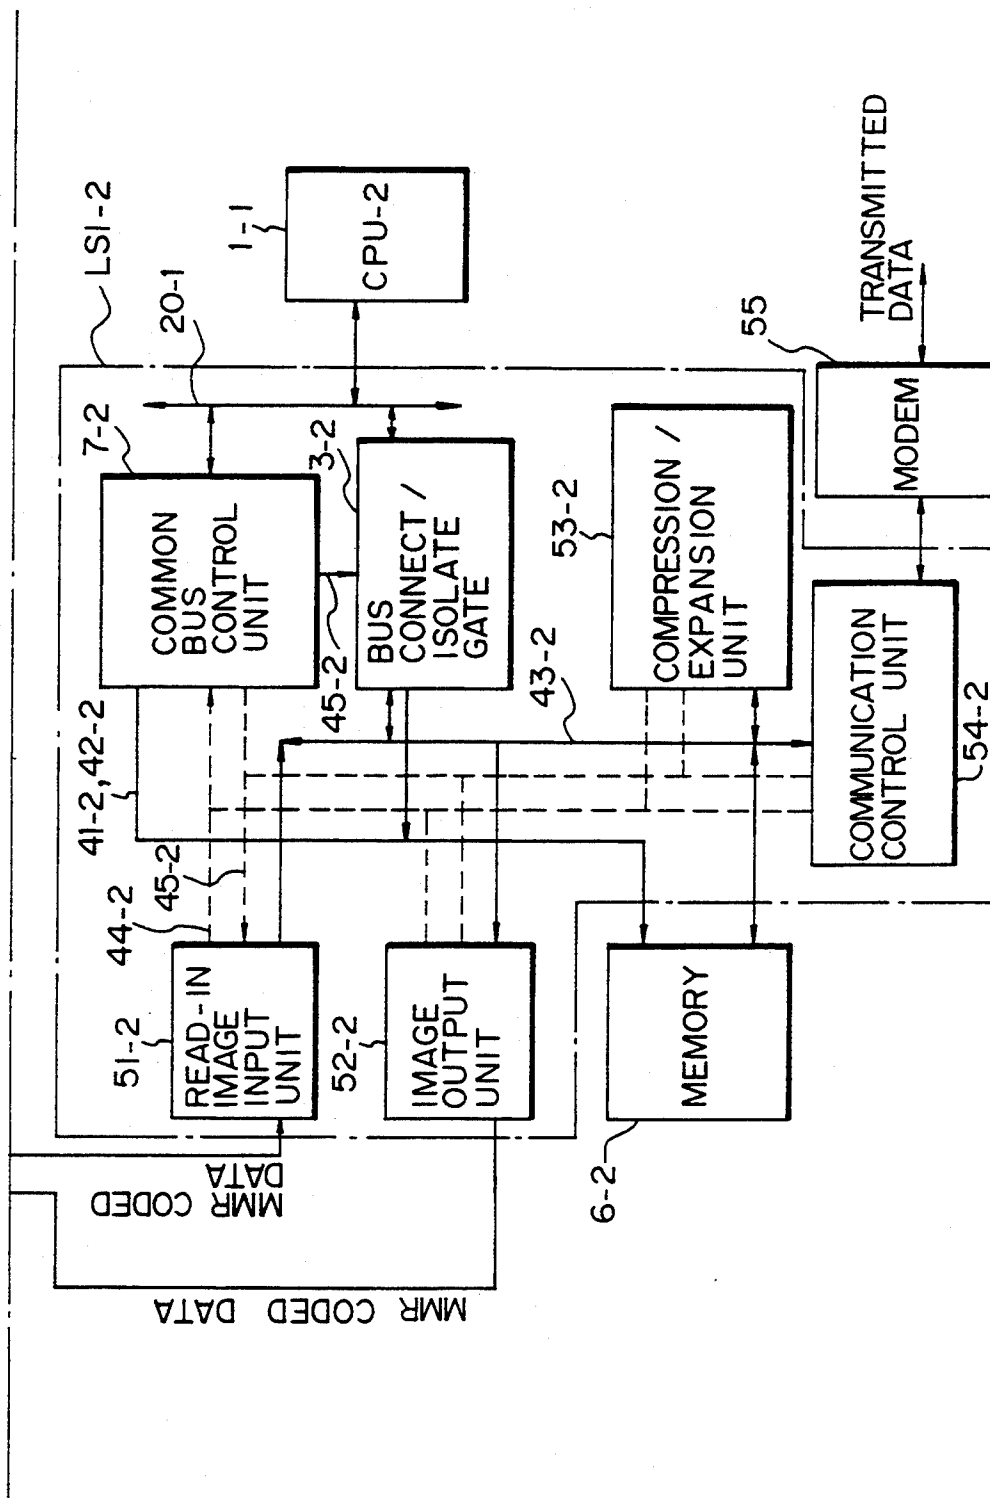 LSI-2
20-1
1-1
CPU-2
7-2
COMMON
BUS
CONTROL
UNIT
3-2
BUS
CONNECT /
ISOLATE
GATE
45-2
41-2, 42-2
44-2
45-2
51-2
READ-IN
IMAGE
INPUT
UNIT
52-2
IMAGE
OUTPUT
UNIT
43-2
53-2
COMPRESSION /
EXPANSION
UNIT
55
MODEM
TRANSMITTED
DATA
COMMUNICATION
CONTROL UNIT
54-2
MEMORY
6-2
MMR CODED
DATA
MMR CODED DATA